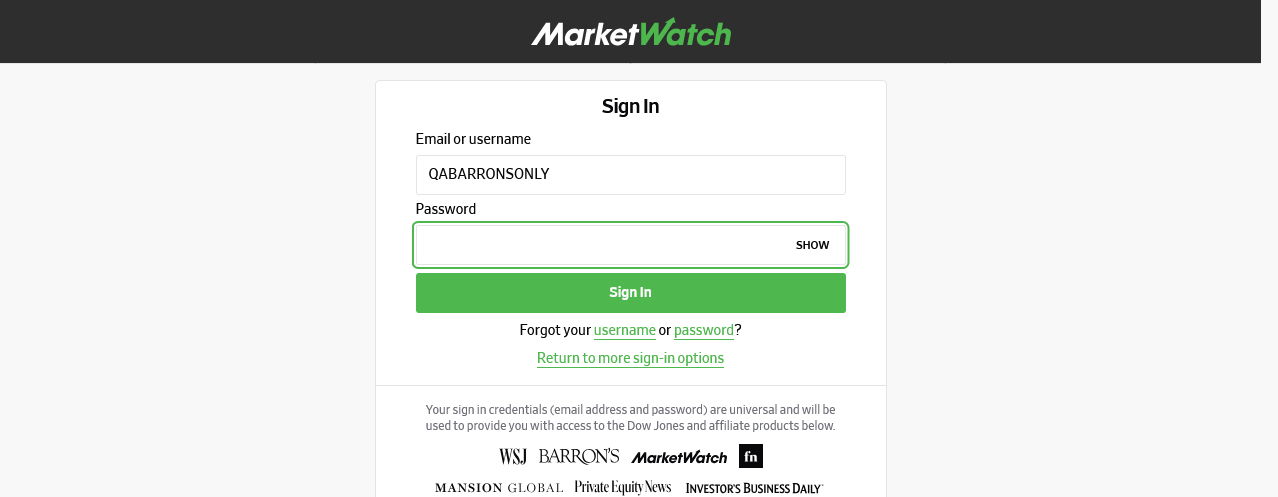 MarketWatch
Sign In
Email or username
QABARRONSONLY
Password
SHOW
Sign In
Forgot your username or password?
Return to more sign-in options
Your sign in credentials (email address and password) are universal and will be
used to provide you with access to the Dow Jones and affiliate products below.
WSJ BARRON'S MarketWatch fn
MANSION GLOBAL Private Equity News INVESTOR'S BUSINESS DAILY